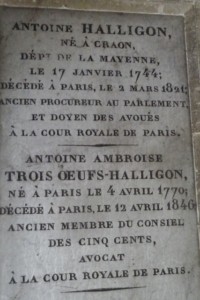 ANTOINE HALLIGON,
NÉ À CRAON,
DÉPT DE LA MAYENNE,
LE 17 JANVIER 1744;
DÉCÉDÉ À PARIS, LE 2 MARS 1821;
ANCIEN PROCUREUR AU PARLEMENT,
ET DOYEN DES AVOUÉS
À LA COUR ROYALE DE PARIS.
ANTOINE AMBROISE
TROIS ŒUFS-HALLIGON,
NÉ À PARIS LE 4 AVRIL 1770;
DÉCÉDÉ À PARIS, LE 12 AVRIL 1846
ANCIEN MEMBRE DU CONSIEL
DES CINQ CENTS,
AVOCAT
À LA COUR ROYALE DE PARIS.